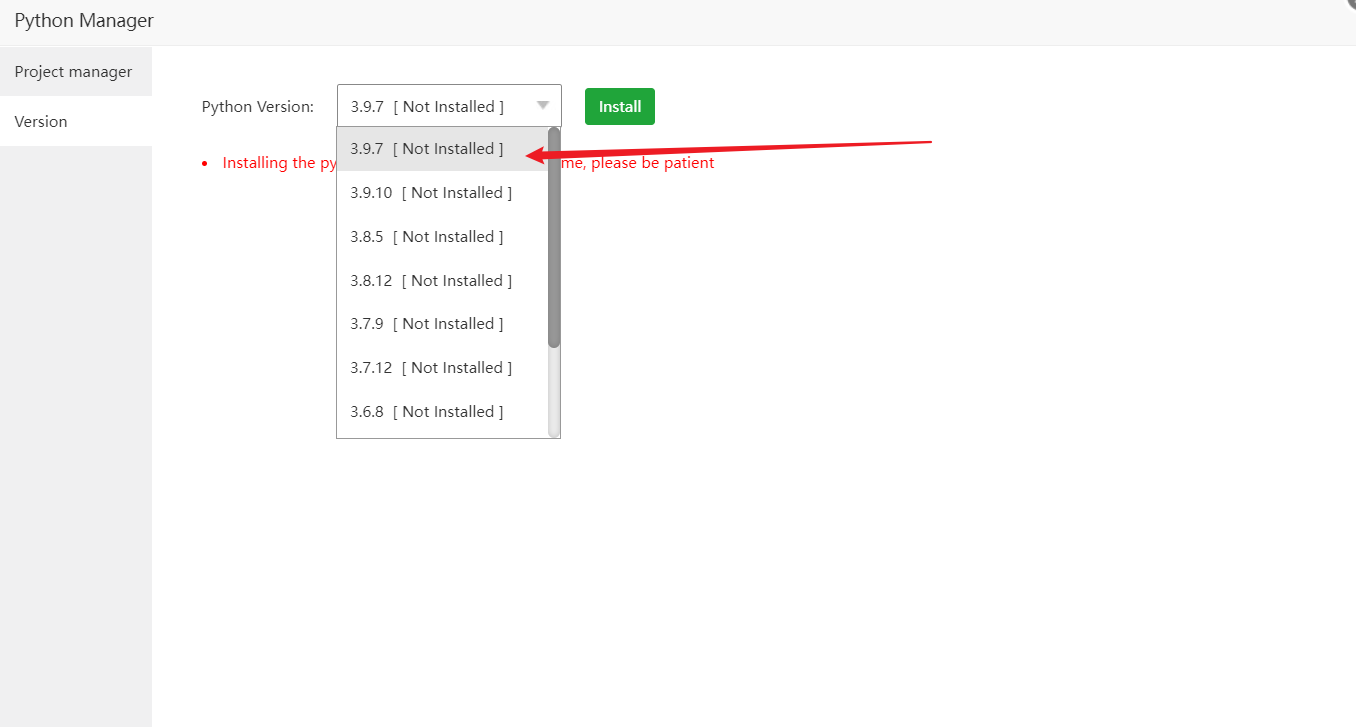 Python Manager
Project manager
Version
Python Version:
3.9.7 [ Not Installed ]
Install
3.9.7 [ Not Installed ]
Installing the py
me, please be patient
3.9.10 [ Not Installed ]
3.8.5 [ Not Installed ]
3.8.12 [ Not Installed ]
3.7.9 [ Not Installed ]
3.7.12 [ Not Installed ]
3.6.8 [ Not Installed ]